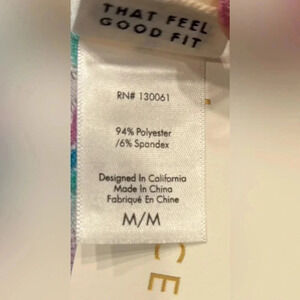 THAT FEEL
GOOD FIT
RN# 130061
94% Polyester
/6% Spandex
Designed In California
Made In China
Fabriqué En Chine
M/M
CE